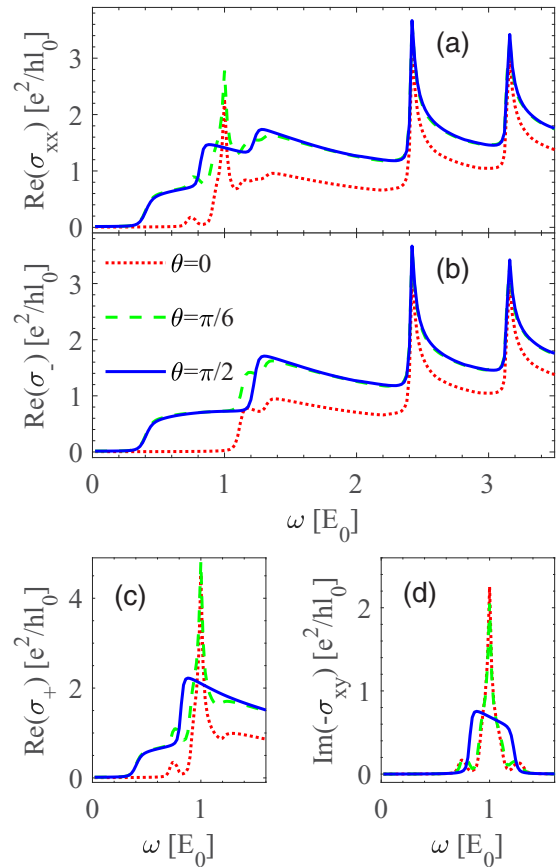 (a)
Re(σxx) [e²/hl₀]
3
2
1
0
(b)
Re(σ₋) [e²/hl₀]
3
2
1
0
θ=0
θ=π/6
θ=π/2
0 1 2 3
ω [E₀]
(c)
Re(σ₊) [e²/hl₀]
4
2
0
0 1
ω [E₀]
(d)
Im(-σxy) [e²/hl₀]
2
1
0
0 1
ω [E₀]